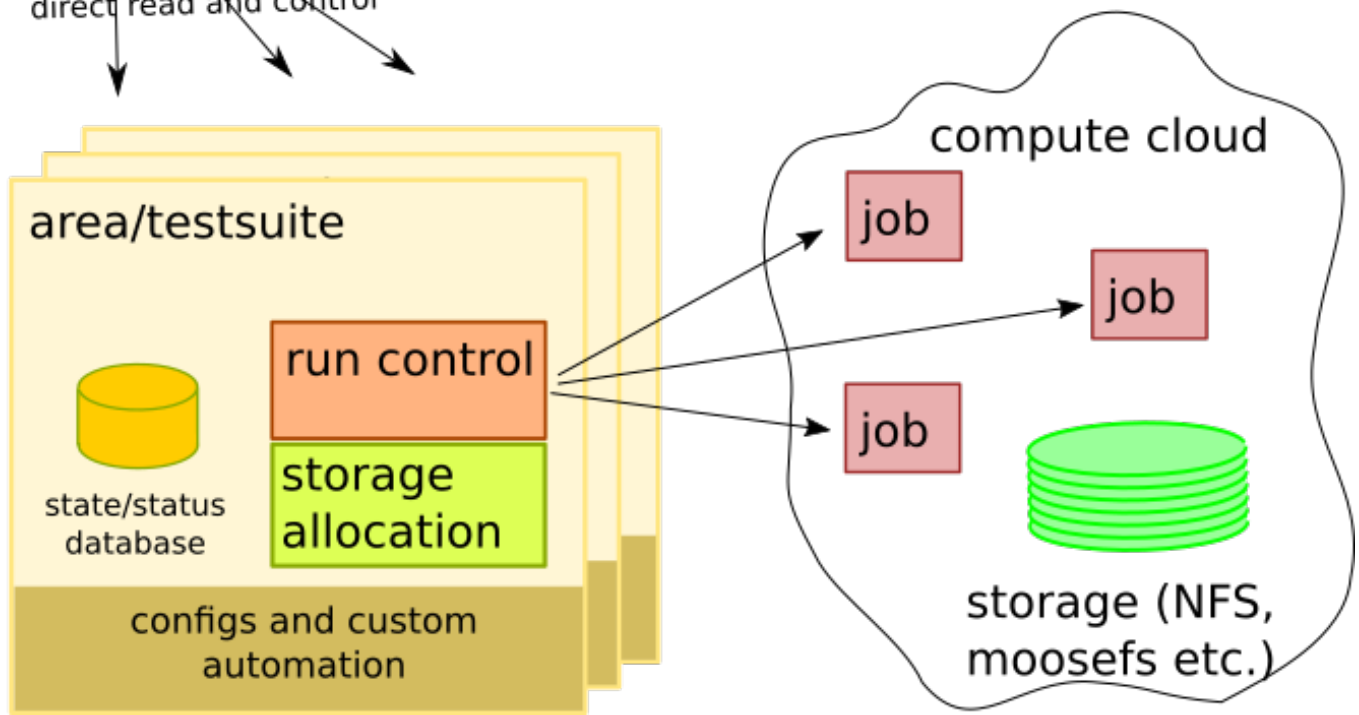 direct read and control
compute cloud
area/testsuite
job
job
run control
job
storage
allocation
state/status
database
configs and custom
automation
storage (NFS,
moosefs etc.)